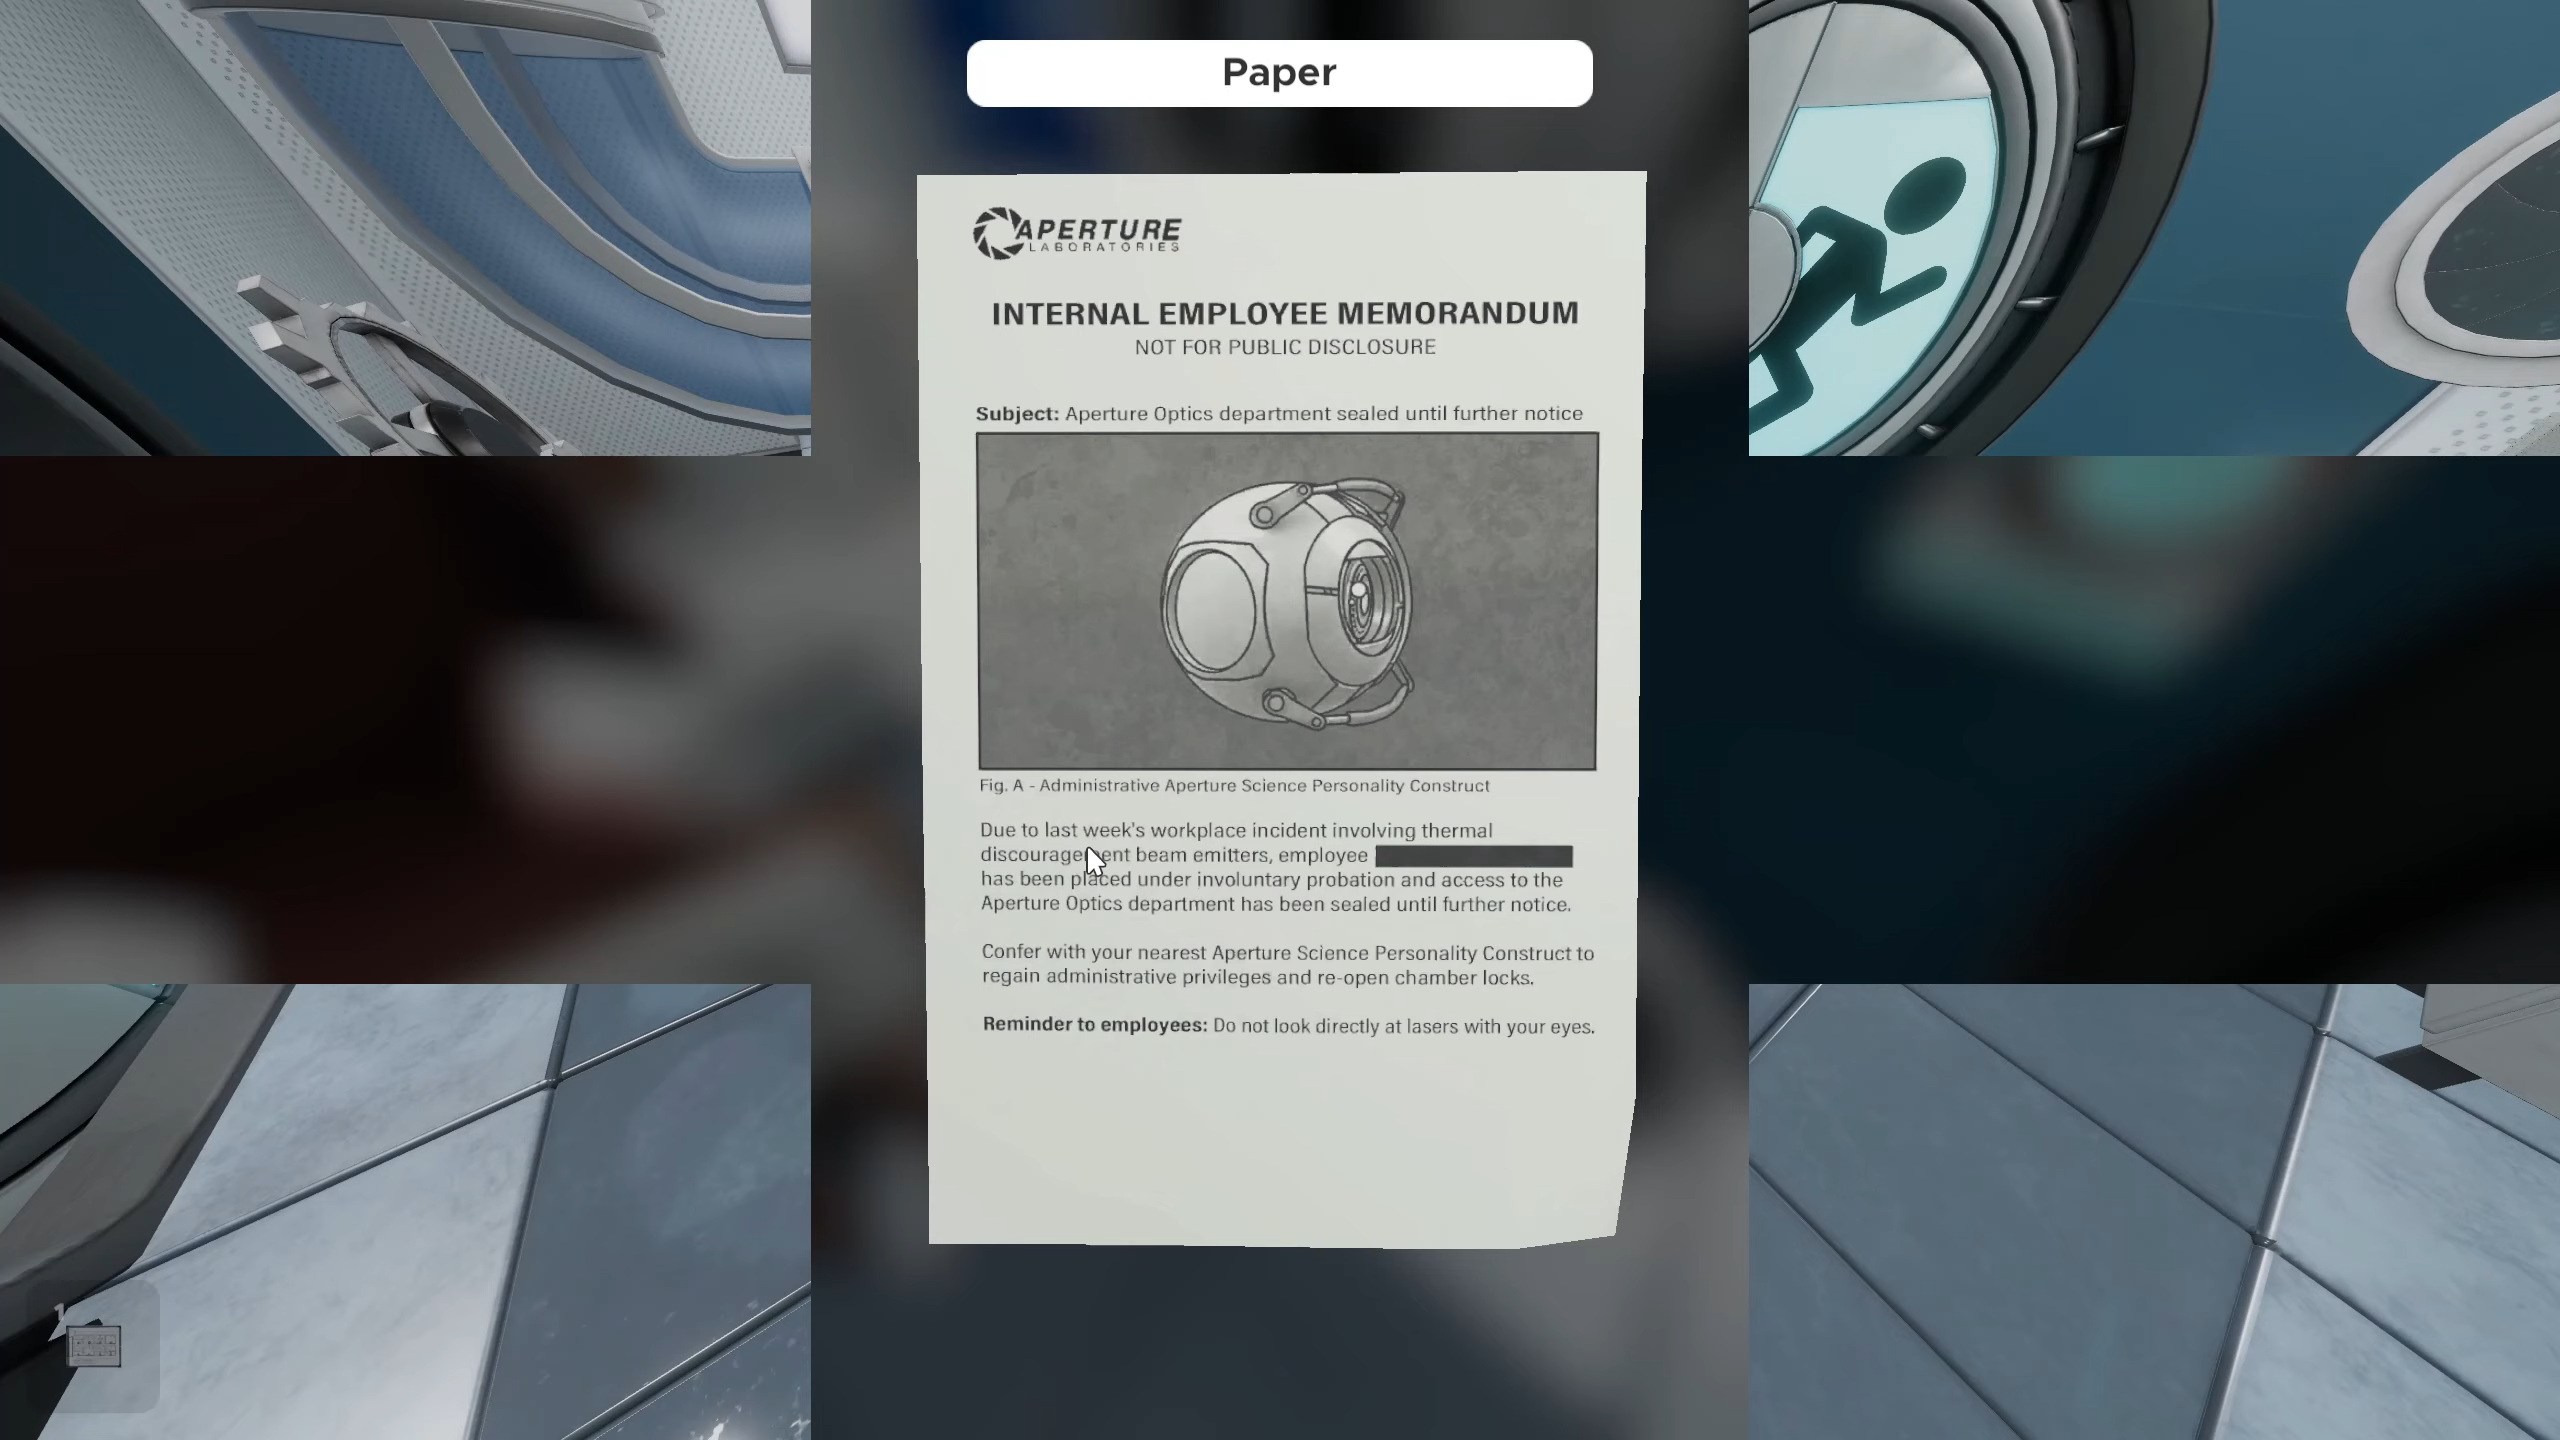 Paper
APERTURE
LABORATORIES
INTERNAL EMPLOYEE MEMORANDUM
NOT FOR PUBLIC DISCLOSURE
Subject: Aperture Optics department sealed until further notice
Fig. A - Administrative Aperture Science Personality Construct
Due to last week's workplace incident involving thermal
discouragement beam emitters, employee
has been placed under involuntary probation and access to the
Aperture Optics department has been sealed until further notice.
Confer with your nearest Aperture Science Personality Construct to
regain administrative privileges and re-open chamber locks.
Reminder to employees: Do not look directly at lasers with your eyes.
1